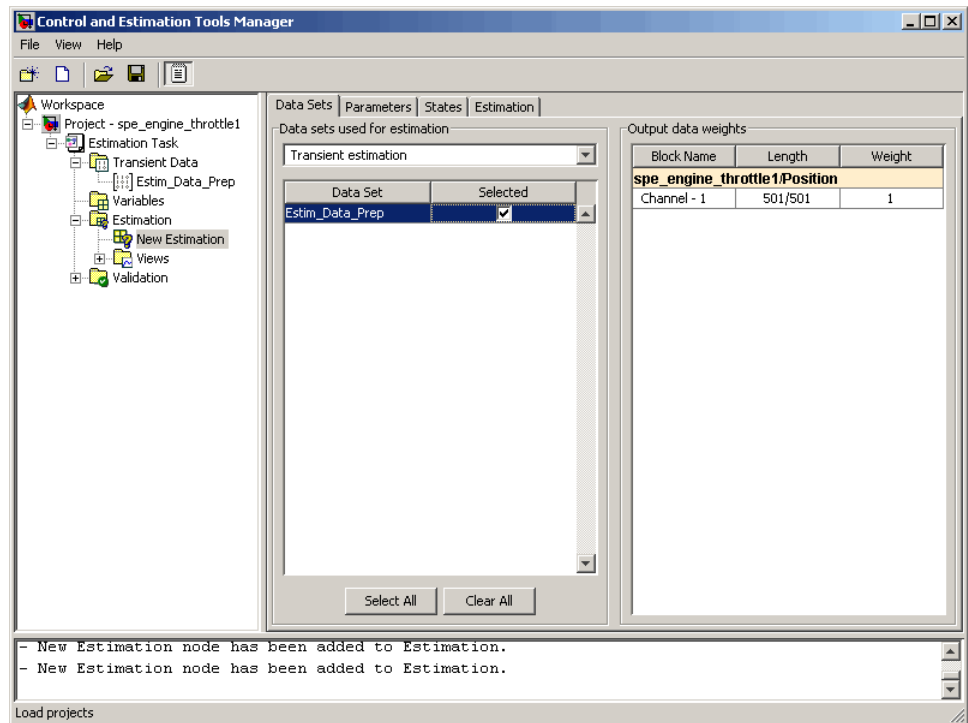 Control and Estimation Tools Manager
File View Help
Workspace
Project - spe_engine_throttle1
Estimation Task
Transient Data
Estim_Data_Prep
Variables
Estimation
New Estimation
Views
Validation
Data Sets Parameters States Estimation
Data sets used for estimation
Transient estimation
Data Set Selected
Estim_Data_Prep
Select All Clear All
Output data weights
Block Name Length Weight
spe_engine_throttle1/Position
Channel - 1 501/501 1
- New Estimation node has been added to Estimation.
- New Estimation node has been added to Estimation.
Load projects